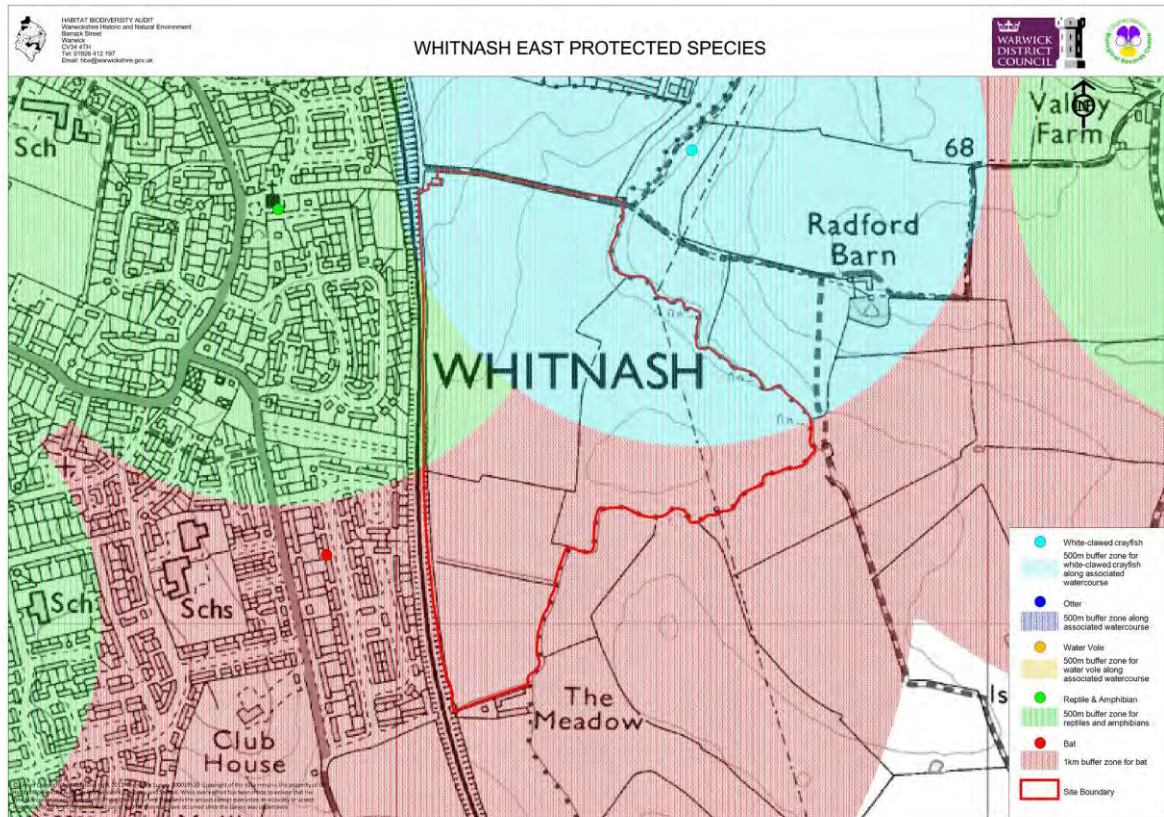 HABITAT BIODIVERSITY AUDIT
Warwickshire Historic and Natural Environment
Barrack Street
Warwick
CV34 4TH
Tel: 01926 412 197
Email: hba@warwickshire.gov.uk
WHITNASH EAST PROTECTED SPECIES
WARWICK
DISTRICT
COUNCIL
Sch
68
Valley
Farm
N
Radford
Barn
WHITNASH
Sch
Schs
Club
House
The
Meadow
Is
White-clawed crayfish
500m buffer zone for
white-clawed crayfish
along associated
watercourse
Otter
500m buffer zone along
associated watercourse
Water Vole
500m buffer zone for
water vole along
associated watercourse
Reptile & Amphibian
500m buffer zone for
reptiles and amphibians
Bat
1km buffer zone for bat
Site Boundary